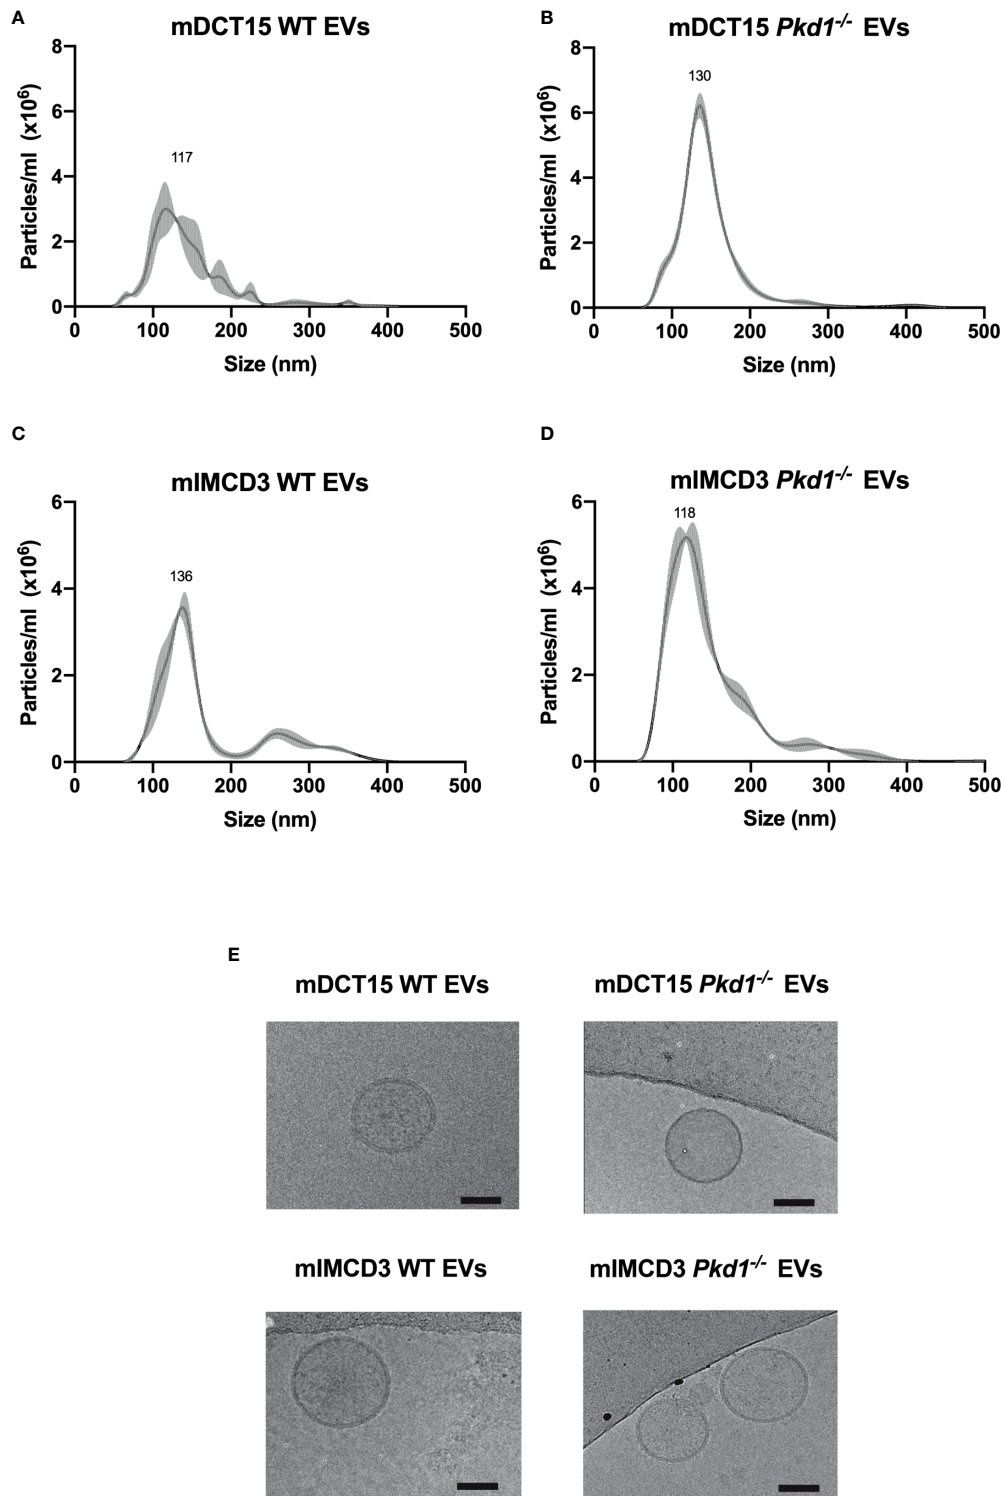 A
mDCT15 WT EVs
8
6
4
2
0
Particles/ml (x10⁶)
117
0 100 200 300 400 500
Size (nm)
B
mDCT15 Pkd1⁻/⁻ EVs
8
6
4
2
0
Particles/ml (x10⁶)
130
0 100 200 300 400 500
Size (nm)
C
mIMCD3 WT EVs
6
4
2
0
Particles/ml (x10⁶)
136
0 100 200 300 400 500
Size (nm)
D
mIMCD3 Pkd1⁻/⁻ EVs
6
4
2
0
Particles/ml (x10⁶)
118
0 100 200 300 400 500
Size (nm)
E
mDCT15 WT EVs
mDCT15 Pkd1⁻/⁻ EVs
mIMCD3 WT EVs
mIMCD3 Pkd1⁻/⁻ EVs